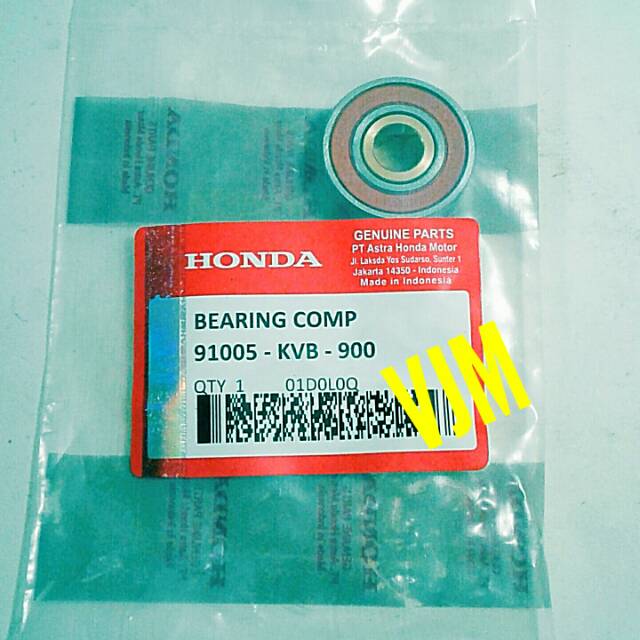 HONDA
GENUINE PARTS
PT Astra Honda Motor
Jl. Laksda Yos Sudarso, Sunter 1
Jakarta 14350 - Indonesia
Made in Indonesia
BEARING COMP
91005 - KVB - 900
QTY 1 01D0L0Q
VJM